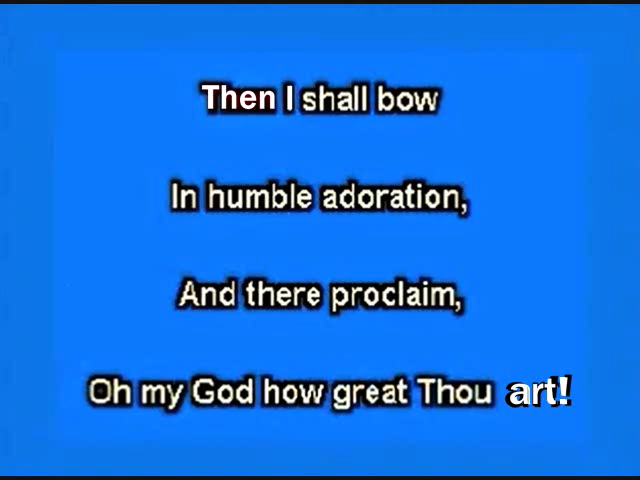 Then I shall bow
In humble adoration,
And there proclaim,
Oh my God how great Thou art!